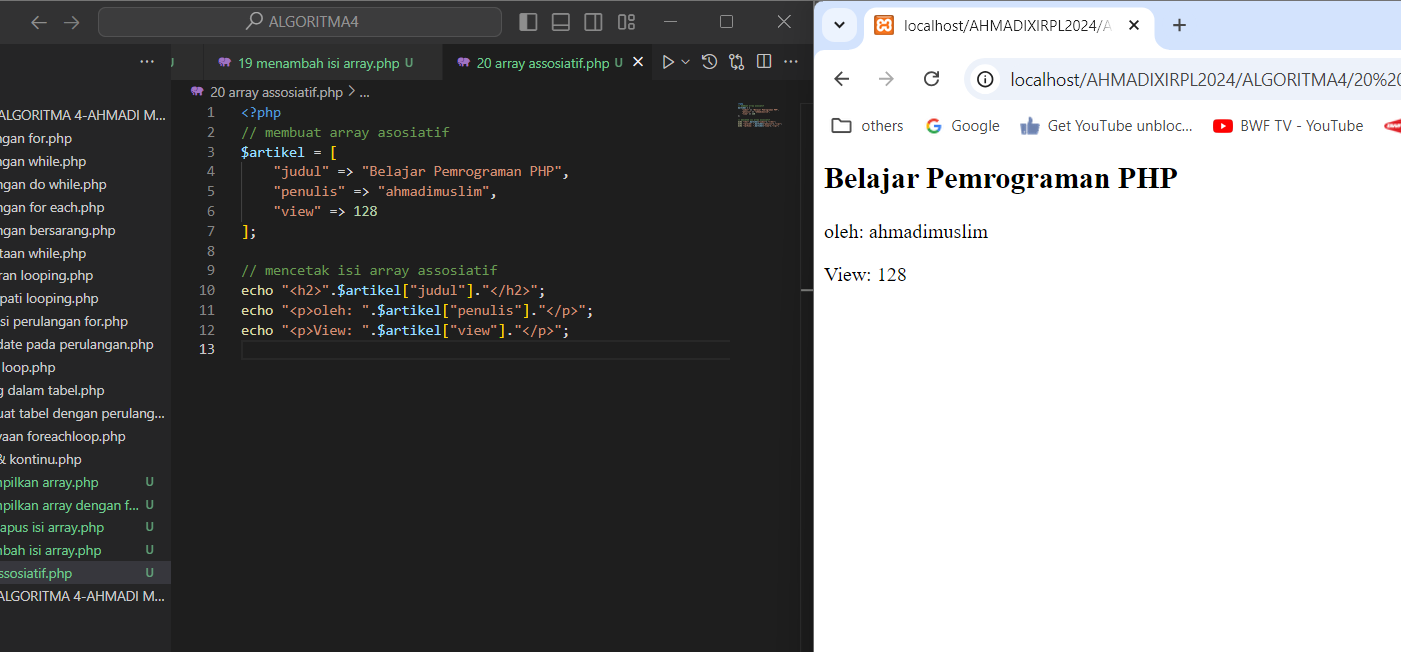 ALGORITMA4
19 menambah isi array.php U
20 array assosiatif.php U
20 array assosiatif.php > ...
ALGORITMA 4-AHMADI M...
ngan for.php
ngan while.php
ngan do while.php
ngan for each.php
ngan bersarang.php
taan while.php
ran looping.php
pati looping.php
si perulangan for.php
date pada perulangan.php
loop.php
g dalam tabel.php
uat tabel dengan perulang...
yaan foreachloop.php
& kontinu.php
mpilkan array.php U
mpilkan array dengan f... U
apus isi array.php U
mbah isi array.php U
ssosiatif.php U
ALGORITMA 4-AHMADI M...
1 <?php
2 // membuat array asosiatif
3 $artikel = [
4 "judul" => "Belajar Pemrograman PHP",
5 "penulis" => "ahmadimuslim",
6 "view" => 128
7 ];
8
9 // mencetak isi array assosiatif
10 echo "<h2>".$artikel["judul"]."</h2>";
11 echo "<p>oleh: ".$artikel["penulis"]."</p>";
12 echo "<p>View: ".$artikel["view"]."</p>";
13
localhost/AHMADIXIRPL2024/A
localhost/AHMADIXIRPL2024/ALGORITMA4/20%20
others Google Get YouTube unbloc... BWF TV - YouTube
Belajar Pemrograman PHP
oleh: ahmadimuslim
View: 128